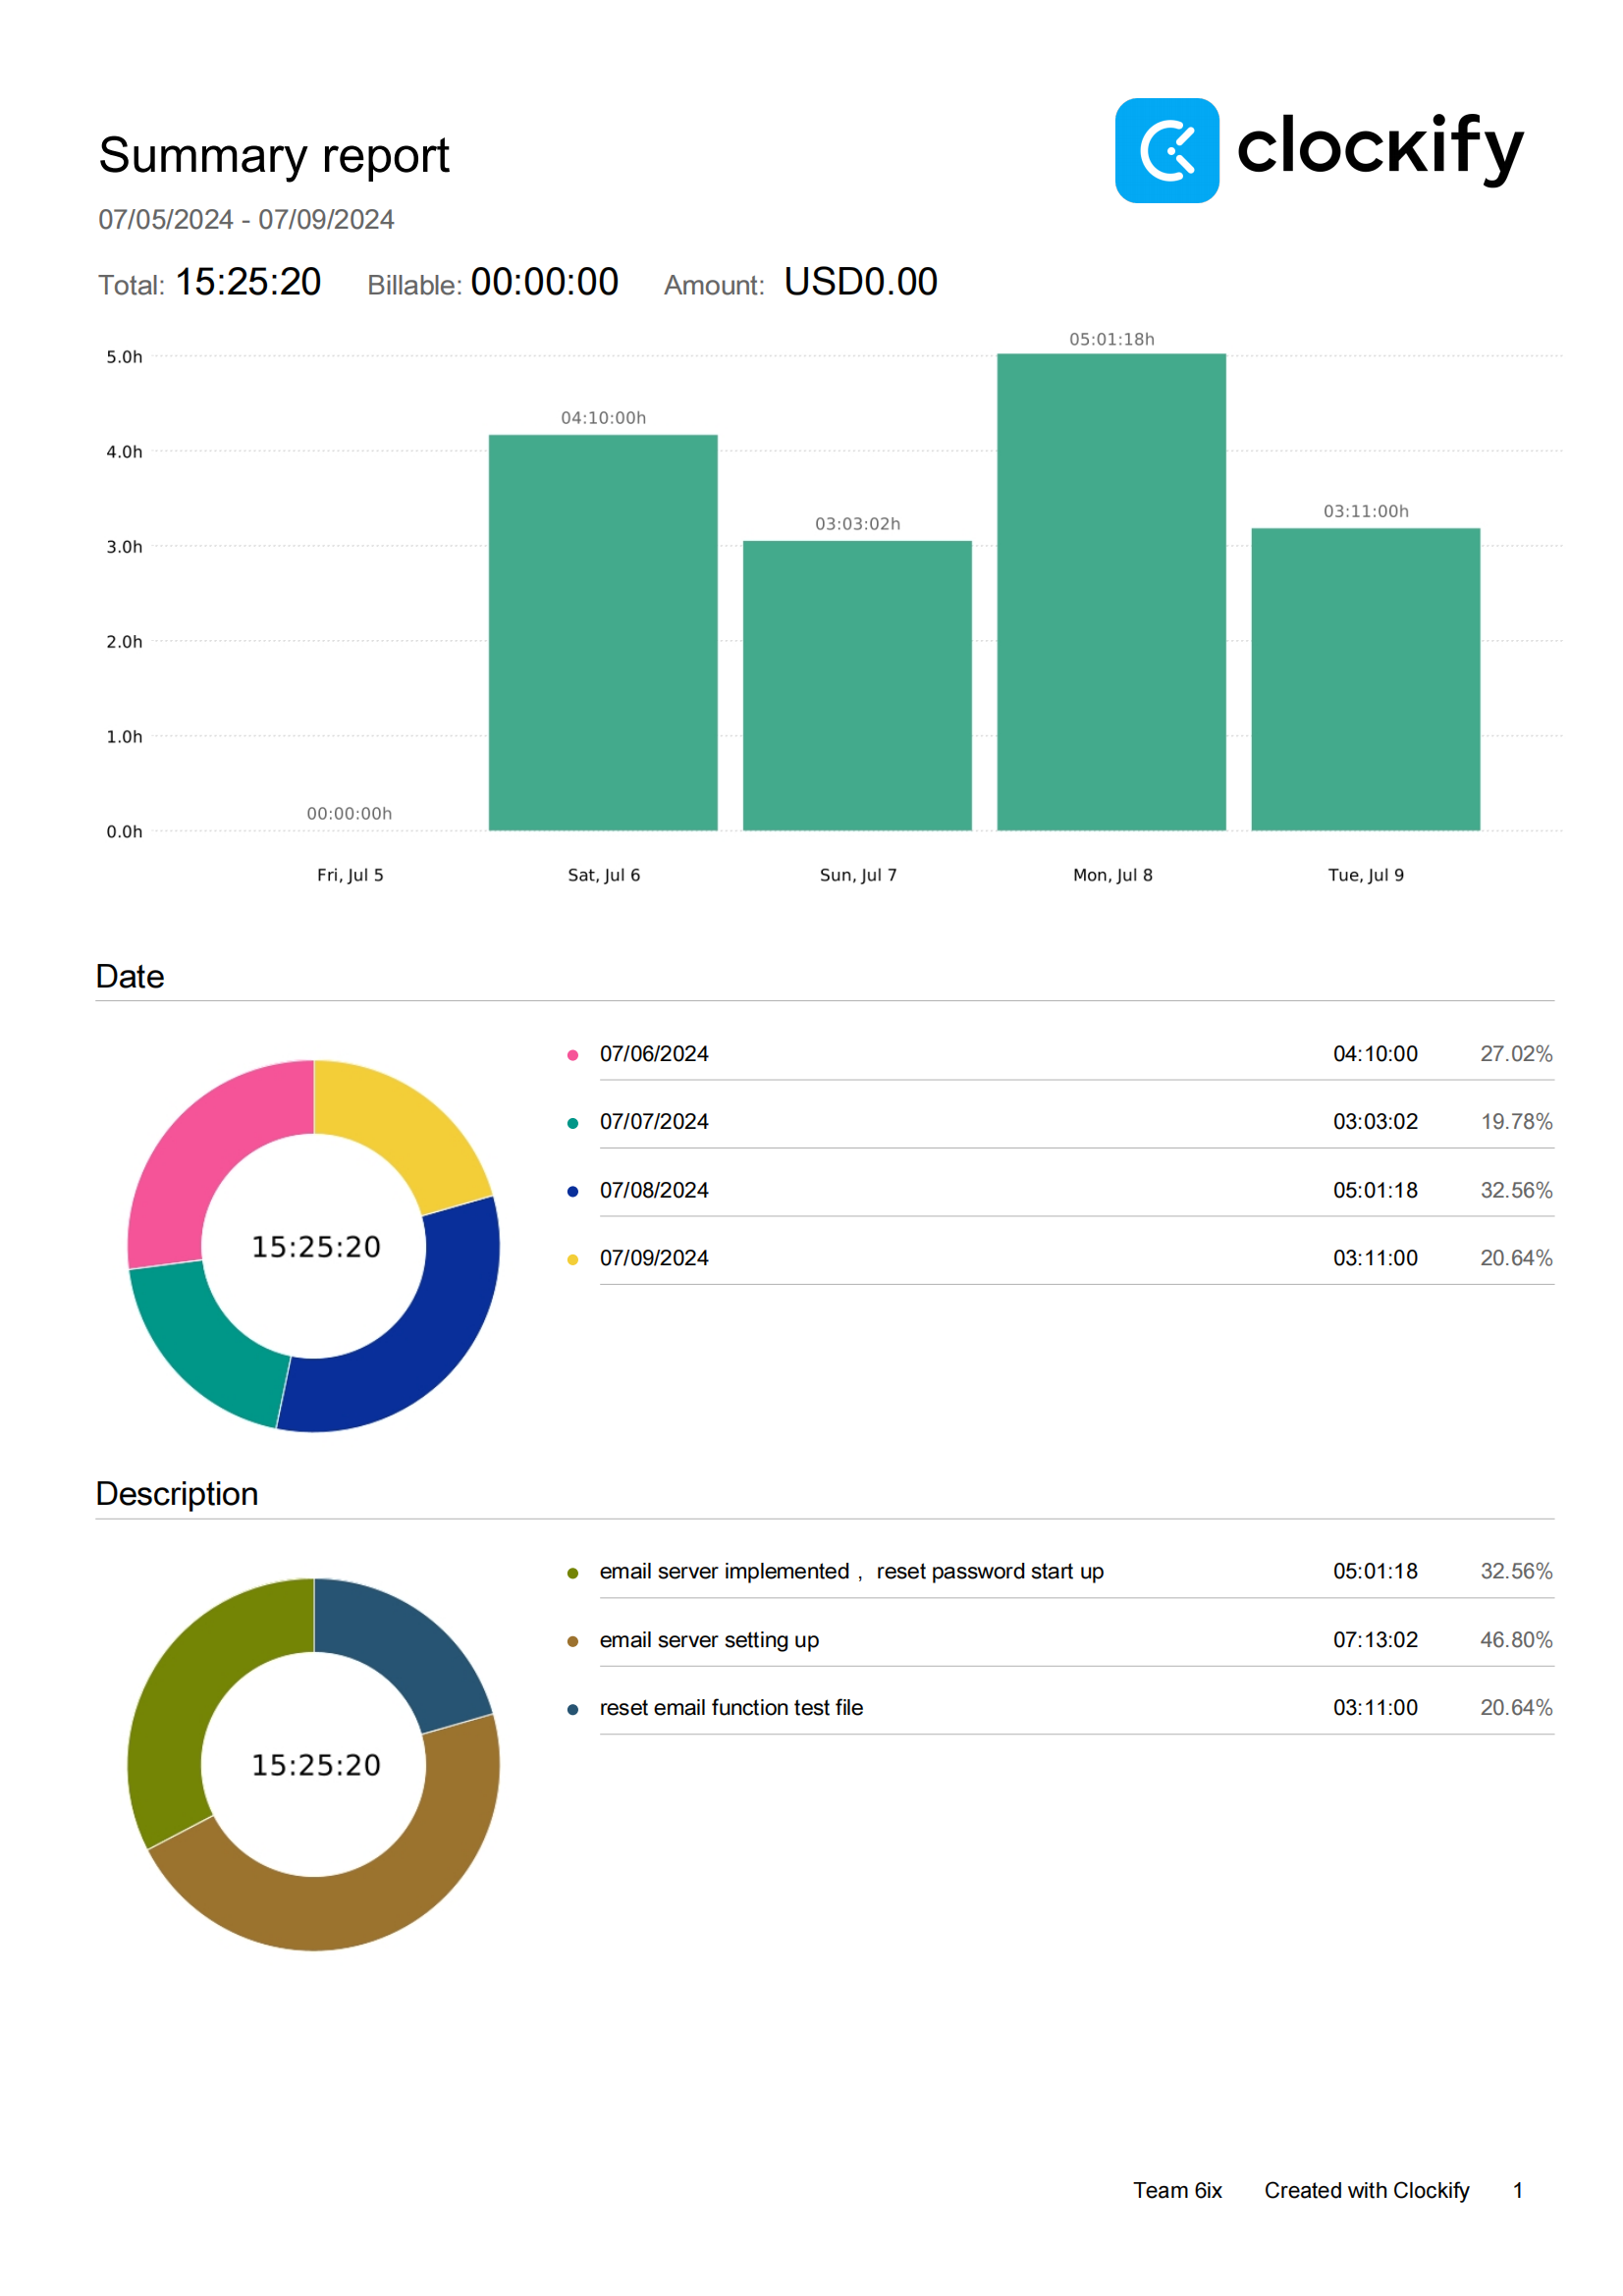 Summary report
clockify
07/05/2024 - 07/09/2024
Total: 15:25:20 Billable: 00:00:00 Amount: USD0.00
05:01:18h
5.0h
04:10:00h
4.0h
03:11:00h
03:03:02h
3.0h
2.0h
1.0h
00:00:00h
0.0h
Fri, Jul 5 Sat, Jul 6 Sun, Jul 7 Mon, Jul 8 Tue, Jul 9
Date
07/06/2024 04:10:00 27.02%
07/07/2024 03:03:02 19.78%
07/08/2024 05:01:18 32.56%
15:25:20
07/09/2024 03:11:00 20.64%
Description
email server implemented ，reset password start up 05:01:18 32.56%
email server setting up 07:13:02 46.80%
reset email function test file 03:11:00 20.64%
15:25:20
Team 6ix Created with Clockify 1